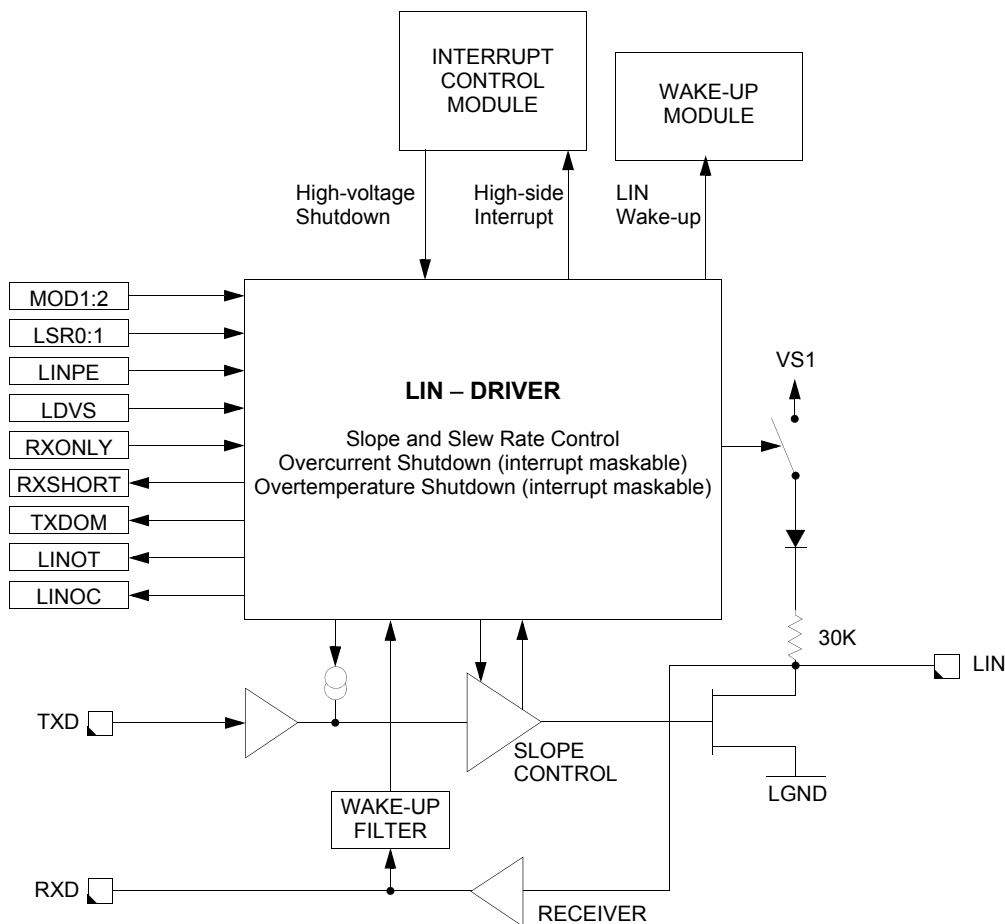 INTERRUPT
CONTROL
MODULE
WAKE-UP
MODULE
High-voltage
Shutdown
High-side
Interrupt
LIN
Wake-up
MOD1:2
LSR0:1
LINPE
LDVS
RXONLY
RXSHORT
TXDOM
LINOT
LINOC
LIN – DRIVER
Slope and Slew Rate Control
Overcurrent Shutdown (interrupt maskable)
Overtemperature Shutdown (interrupt maskable)
VS1
30K
LIN
TXD
SLOPE
CONTROL
LGND
WAKE-UP
FILTER
RXD
RECEIVER